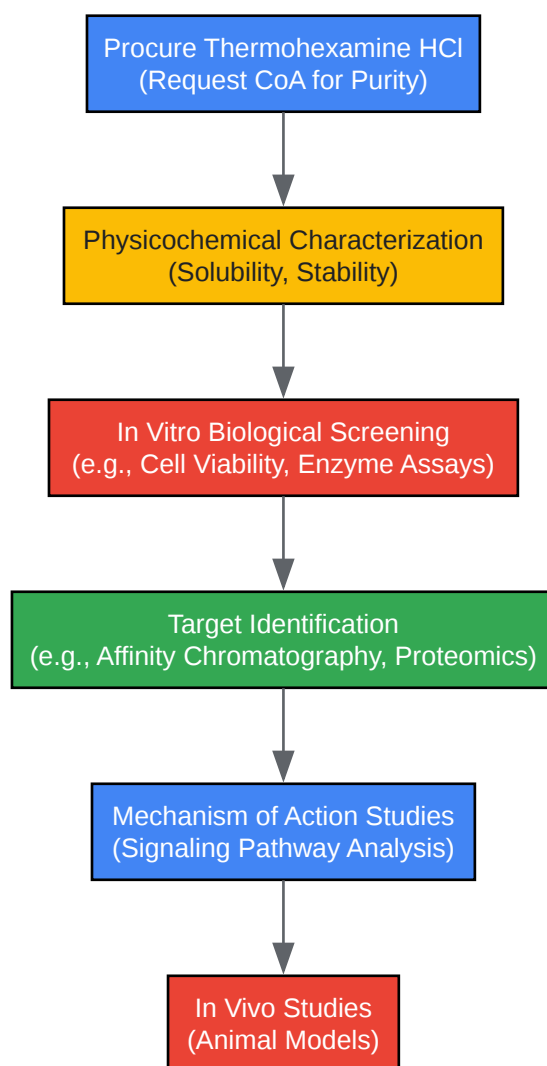 Procure Thermohexamine HCl
(Request CoA for Purity)
Physicochemical Characterization
(Solubility, Stability)
In Vitro Biological Screening
(e.g., Cell Viability, Enzyme Assays)
Target Identification
(e.g., Affinity Chromatography, Proteomics)
Mechanism of Action Studies
(Signaling Pathway Analysis)
In Vivo Studies
(Animal Models)